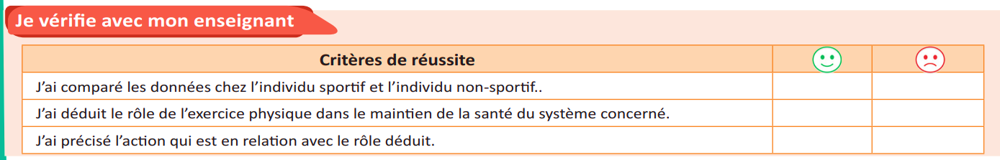 Je vérifie avec mon enseignant
Critères de réussite
J'ai comparé les données chez l'individu sportif et l'individu non-sportif..
J'ai déduit le rôle de l'exercice physique dans le maintien de la santé du système concerné.
J'ai précisé l'action qui est en relation avec le rôle déduit.